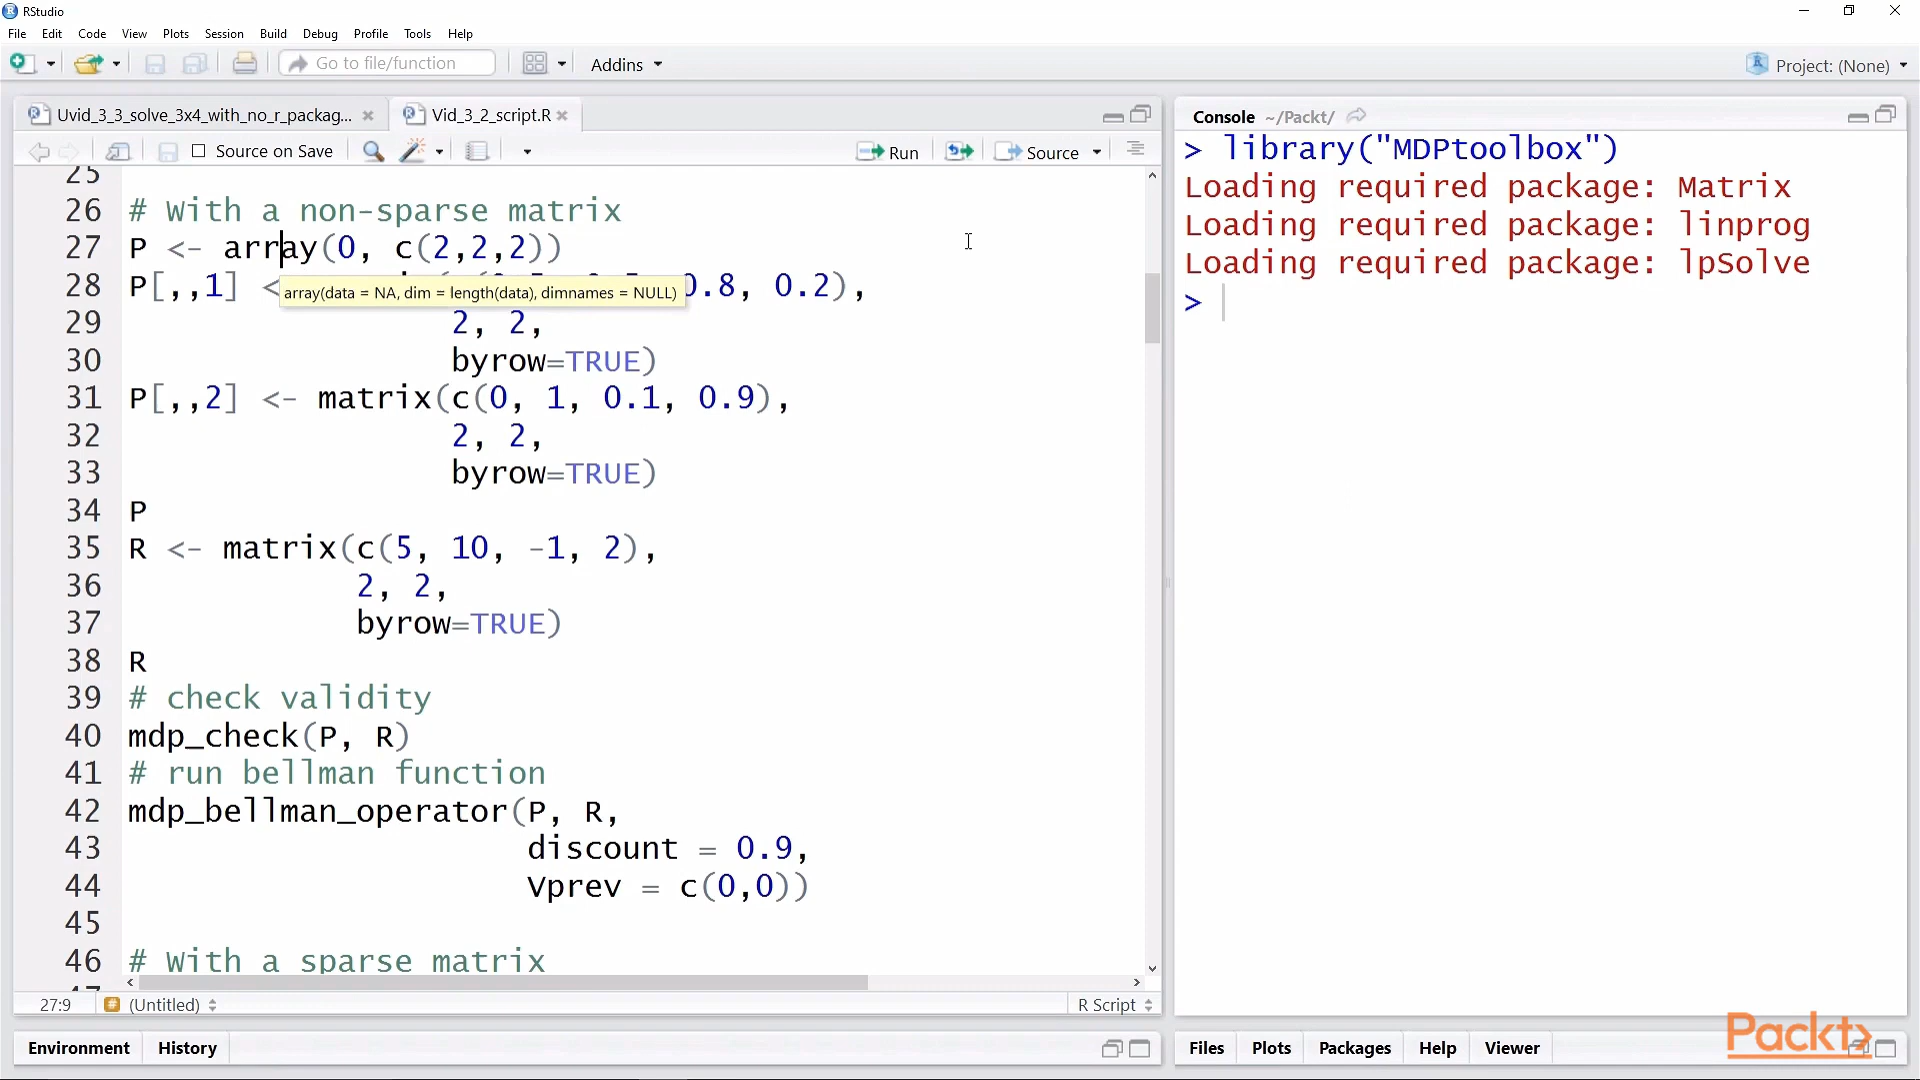 RStudio
File Edit Code View Plots Session Build Debug Profile Tools Help
Go to file/function Addins Project: (None)
Uvid_3_3_solve_3x4_with_no_r_packag... Vid_3_2_script.R
Source on Save Run Source
25
26 # With a non-sparse matrix
27 P <- array(0, c(2,2,2))
28 P[,,1] < 0.8, 0.2),
array(data = NA, dim = length(data), dimnames = NULL)
29 2, 2,
30 byrow=TRUE)
31 P[,,2] <- matrix(c(0, 1, 0.1, 0.9),
32 2, 2,
33 byrow=TRUE)
34 P
35 R <- matrix(c(5, 10, -1, 2),
36 2, 2,
37 byrow=TRUE)
38 R
39 # check validity
40 mdp_check(P, R)
41 # run bellman function
42 mdp_bellman_operator(P, R,
43 discount = 0.9,
44 Vprev = c(0,0))
45
46 # With a sparse matrix
27:9 (Untitled) R Script
Environment History
Console ~/Packt/
> library("MDPtoolbox")
Loading required package: Matrix
Loading required package: linprog
Loading required package: lpSolve
>
Files Plots Packages Help Viewer
Packt>